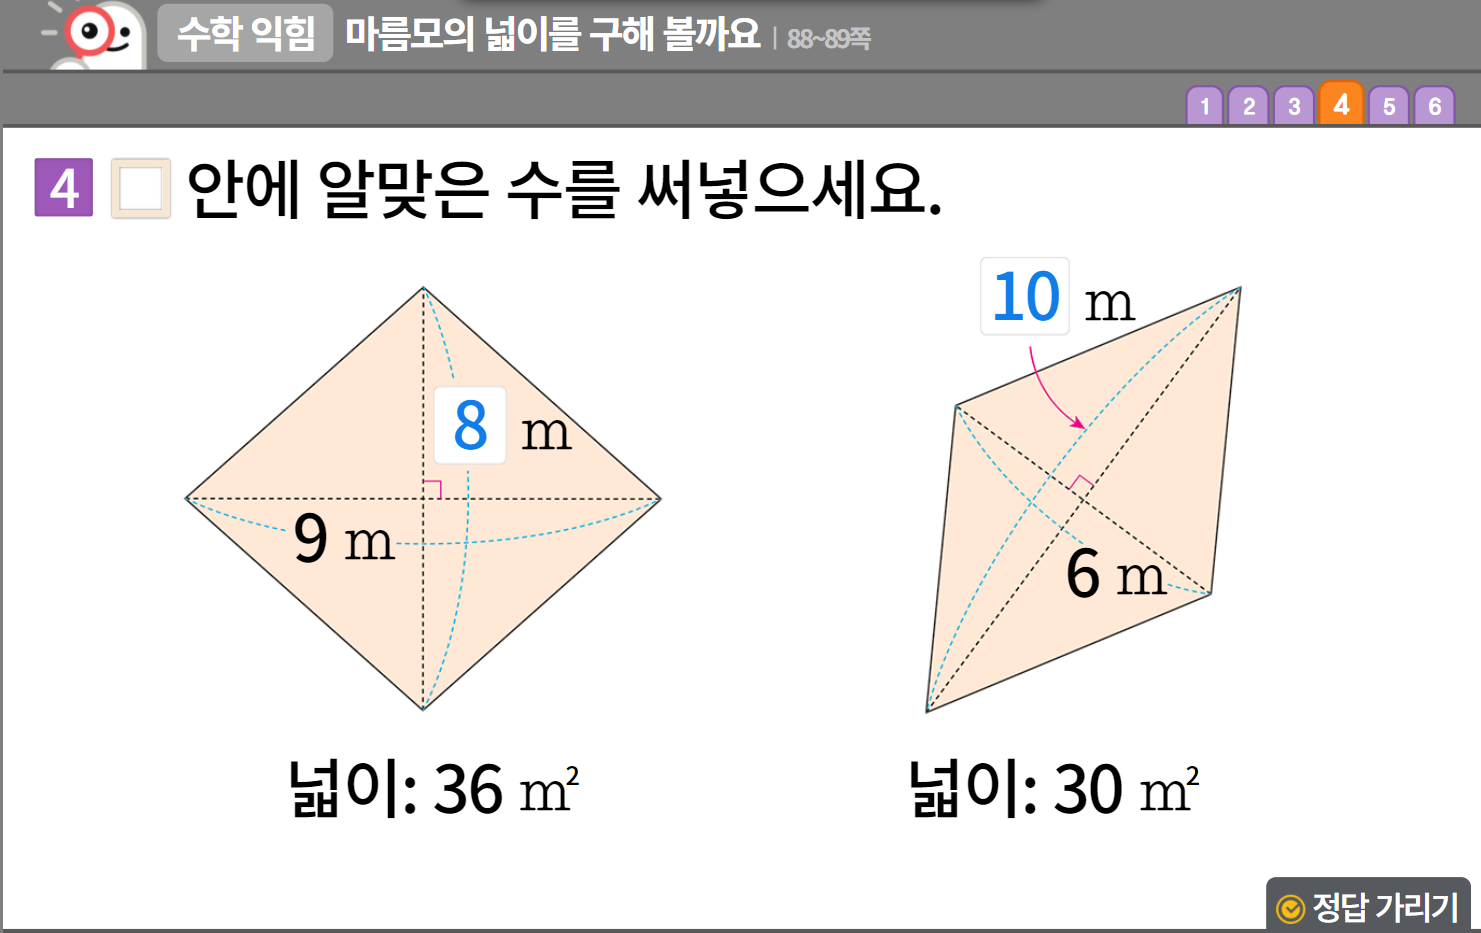 수학 익힘 마름모의 넓이를 구해 볼까요 | 88~89쪽
1 2 3 4 5 6
4 안에 알맞은 수를 써넣으세요.
10 m
8 m
9 m
6 m
넓이: 36 m² 넓이: 30 m²
정답 가리기